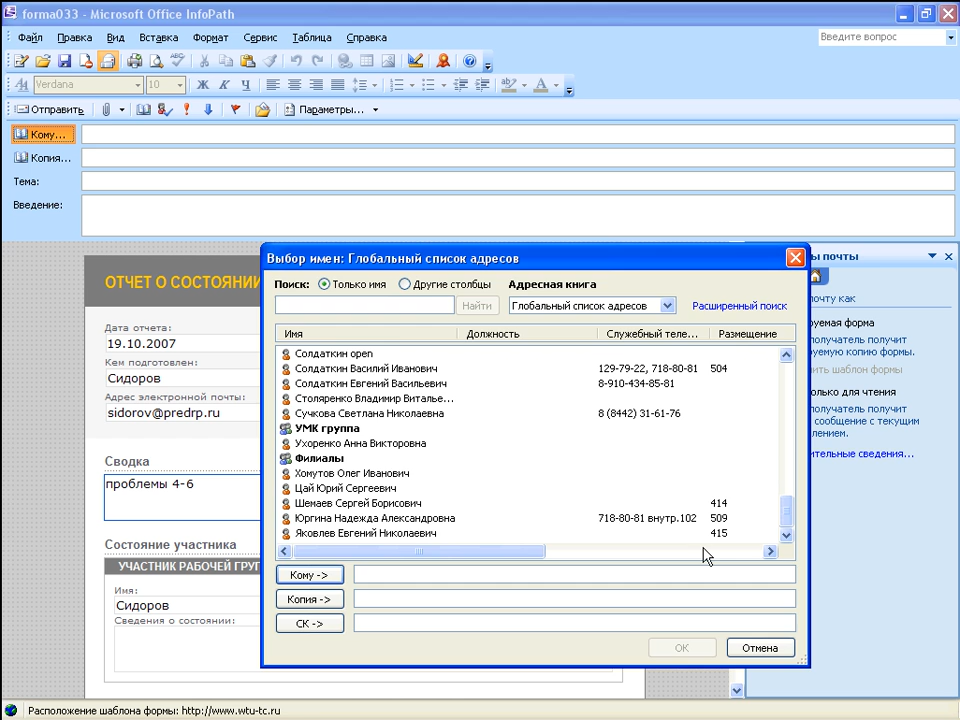 forma033 - Microsoft Office InfoPath
Файл Правка Вид Вставка Формат Сервис Таблица Справка
Введите вопрос
Verdana 10 Ж К Ч
Отправить Параметры...
Кому...
Копия...
Тема:
Введение:
Выбор имен: Глобальный список адресов
Поиск: Только имя Другие столбцы Адресная книга
Найти Глобальный список адресов Расширенный поиск
Имя Должность Служебный теле... Размещение
Солдаткин open
Солдаткин Василий Иванович 129-79-22, 718-80-81 504
Солдаткин Евгений Васильевич 8-910-434-85-81
Столяренко Владимир Виталье...
Сучкова Светлана Николаевна 8 (8442) 31-61-76
УМК группа
Ухоренко Анна Викторовна
Филиалы
Хомутов Олег Иванович
Цай Юрий Сергеевич
Шемаев Сергей Борисович 414
Юргина Надежда Александровна 718-80-81 внутр.102 509
Яковлев Евгений Николаевич 415
Кому ->
Копия ->
СК ->
OK Отмена
ОТЧЕТ О СОСТОЯНИИ
Дата отчета:
19.10.2007
Кем подготовлен:
Сидоров
Адрес электронной почты:
sidorov@predrp.ru
Сводка
проблемы 4-6
Состояние участника
УЧАСТНИК РАБОЧЕЙ ГРУП
Имя:
Сидоров
Сведения о состоянии:
ы почты
почту как
руемая форма
получатель получит
руемую копию формы.
ить шаблон формы
олько для чтения
получатель получит
сообщение с текущим
лением.
ительные сведения...
Расположение шаблона формы: http://www.wtu-tc.ru